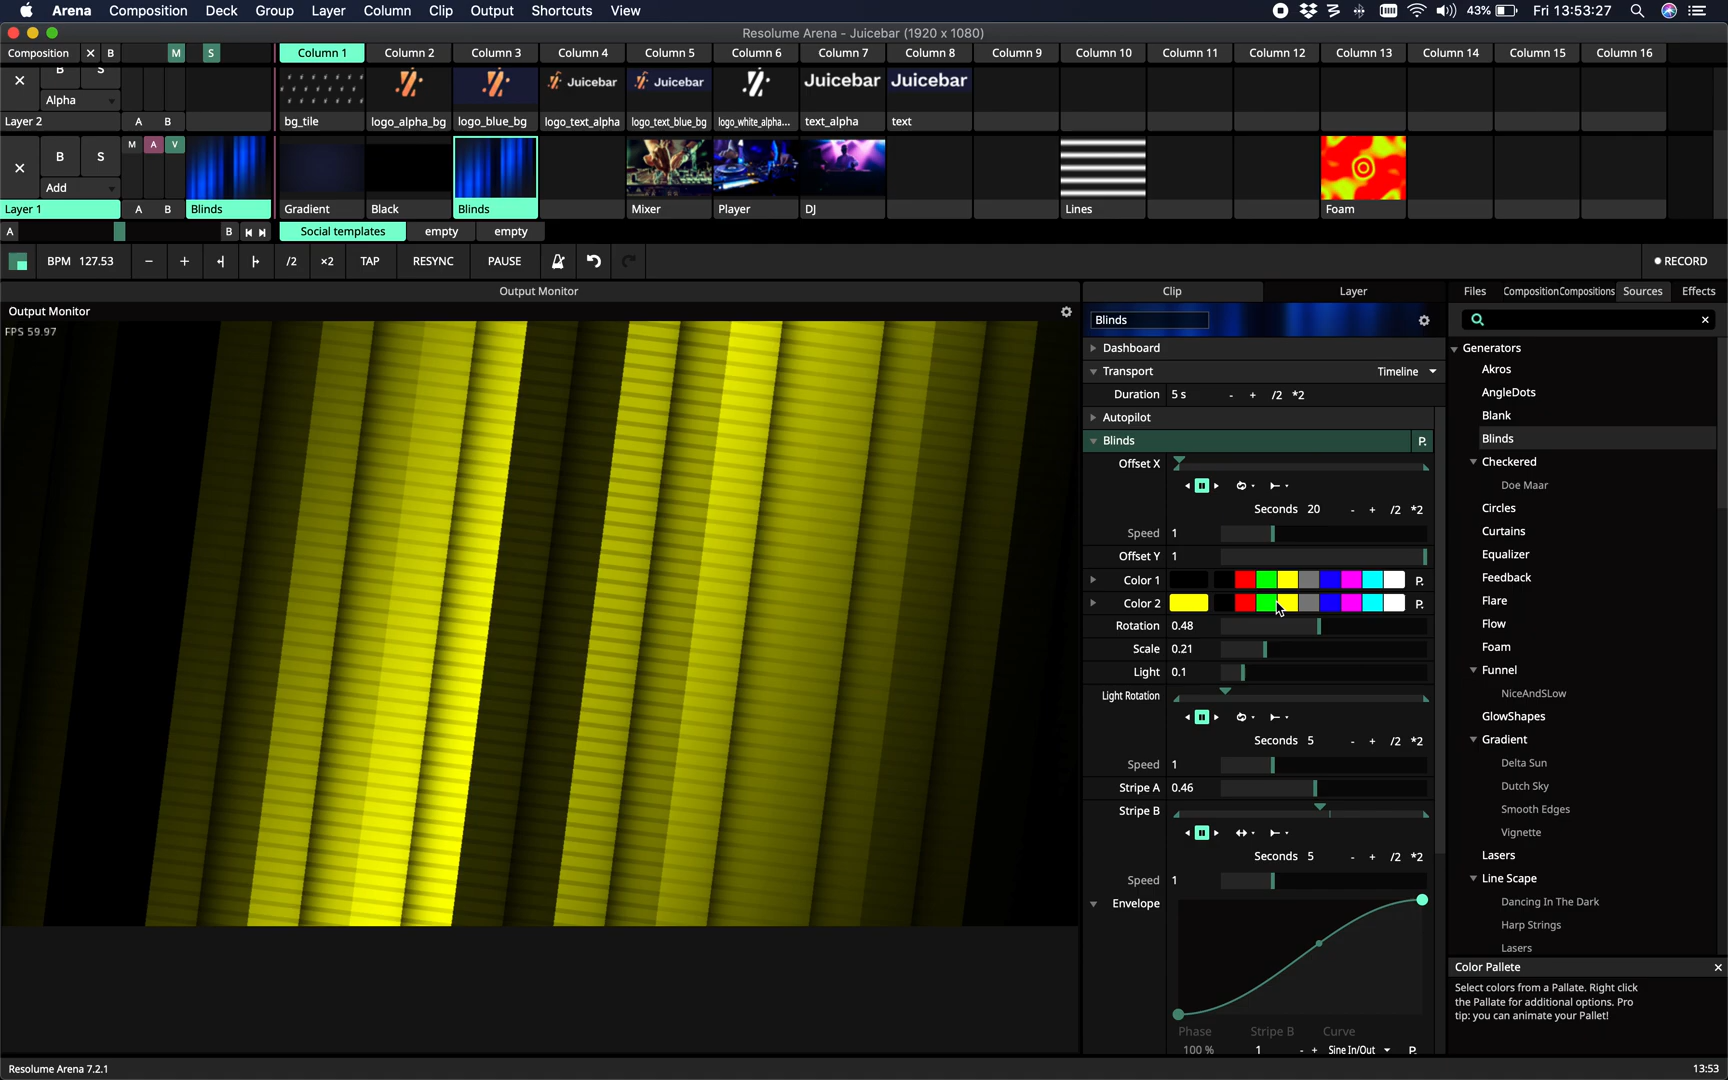 Arena Composition Deck Group Layer Column Clip Output Shortcuts View 43% Fri 13:53:27
Resolume Arena - Juicebar (1920 x 1080)
Composition B M S Column 1 Column 2 Column 3 Column 4 Column 5 Column 6 Column 7 Column 8 Column 9 Column 10 Column 11 Column 12 Column 13 Column 14 Column 15 Column 16
B S
Alpha Juicebar Juicebar Juicebar Juicebar
Layer 2 A B bg_tile logo_alpha_bg logo_blue_bg logo_text_alpha logo_text_blue_bg logo_white_alpha... text_alpha text
M A V
B S
Add
Layer 1 A B Blinds Gradient Black Blinds Mixer Player DJ Lines Foam
A B Social templates empty empty
BPM 127.53 − + /2 ×2 TAP RESYNC PAUSE RECORD
Output Monitor Clip Layer Files CompositionCompositions Sources Effects
Output Monitor
FPS 59.97
Blinds
Dashboard
Transport Timeline
Duration 5 s - + /2 *2
Autopilot
Blinds P.
Offset X
Seconds 20 - + /2 *2
Speed 1
Offset Y 1
Color 1 P.
Color 2 P.
Rotation 0.48
Scale 0.21
Light 0.1
Light Rotation
Seconds 5 - + /2 *2
Speed 1
Stripe A 0.46
Stripe B
Seconds 5 - + /2 *2
Speed 1
Envelope
Phase Stripe B Curve
100 % 1 - + Sine In/Out P.
Generators
Akros
AngleDots
Blank
Blinds
Checkered
Doe Maar
Circles
Curtains
Equalizer
Feedback
Flare
Flow
Foam
Funnel
NiceAndSLow
GlowShapes
Gradient
Delta Sun
Dutch Sky
Smooth Edges
Vignette
Lasers
Line Scape
Dancing In The Dark
Harp Strings
Lasers
Color Pallete
Select colors from a Pallate. Right click
the Pallate for additional options. Pro
tip: you can animate your Pallet!
Resolume Arena 7.2.1 13:53